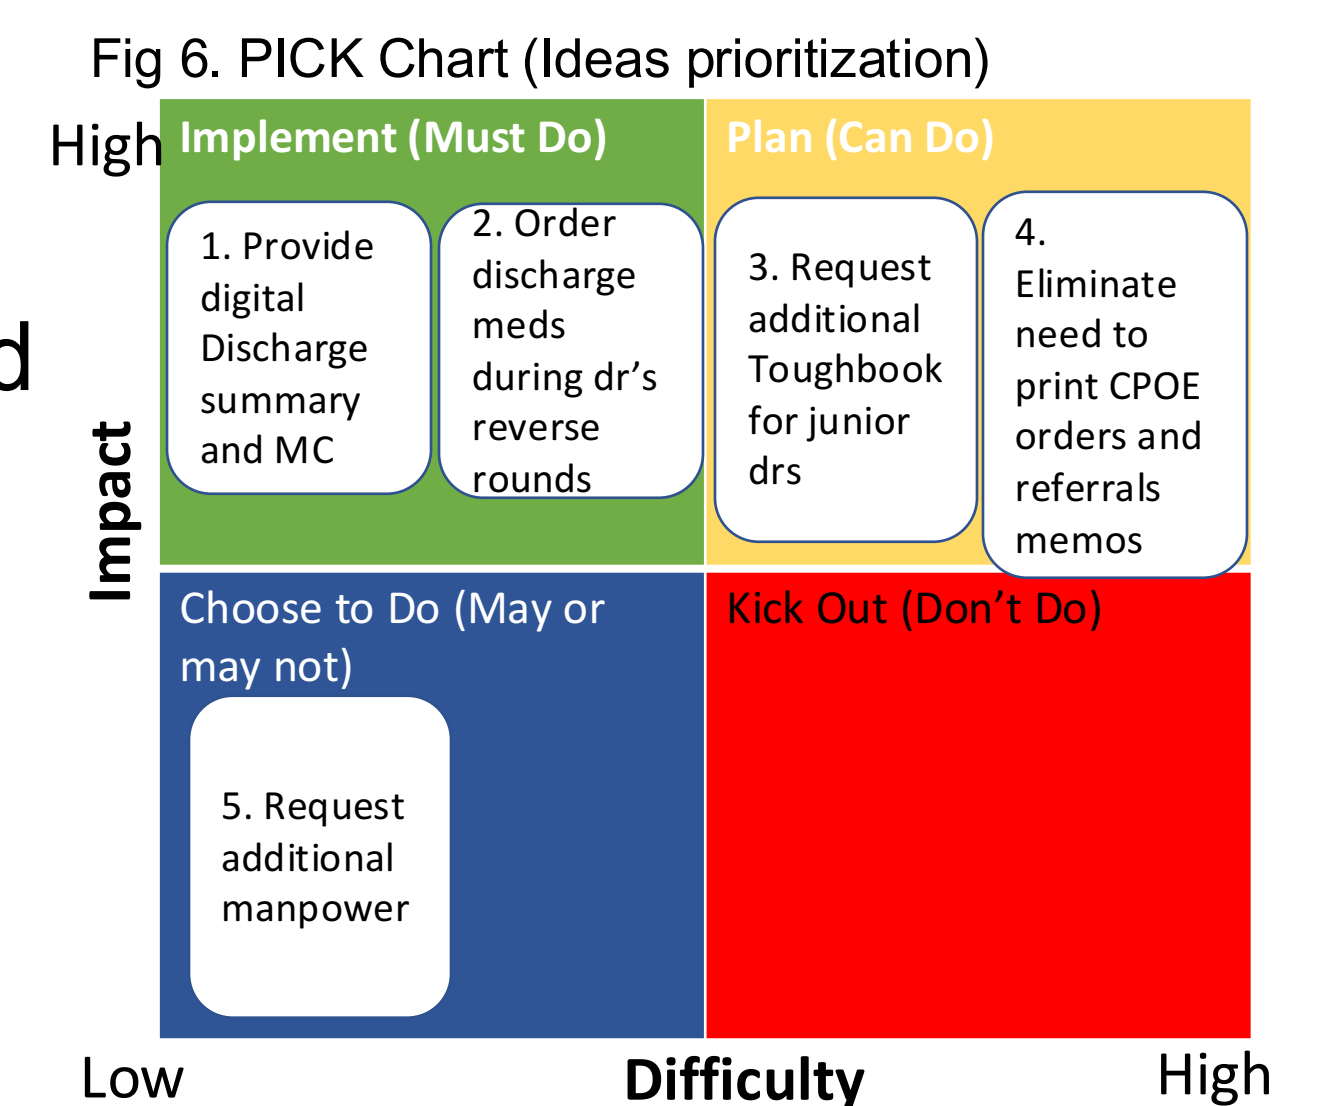 Fig 6. PICK Chart (Ideas prioritization)
High
Implement (Must Do)
1. Provide
digital
Discharge
summary
and MC
2. Order
discharge
meds
during dr’s
reverse
rounds
Plan (Can Do)
3. Request
additional
Toughbook
for junior
drs
4.
Eliminate
need to
print CPOE
orders and
referrals
memos
d
Impact
Choose to Do (May or
may not)
5. Request
additional
manpower
Kick Out (Don’t Do)
Low
Difficulty
High